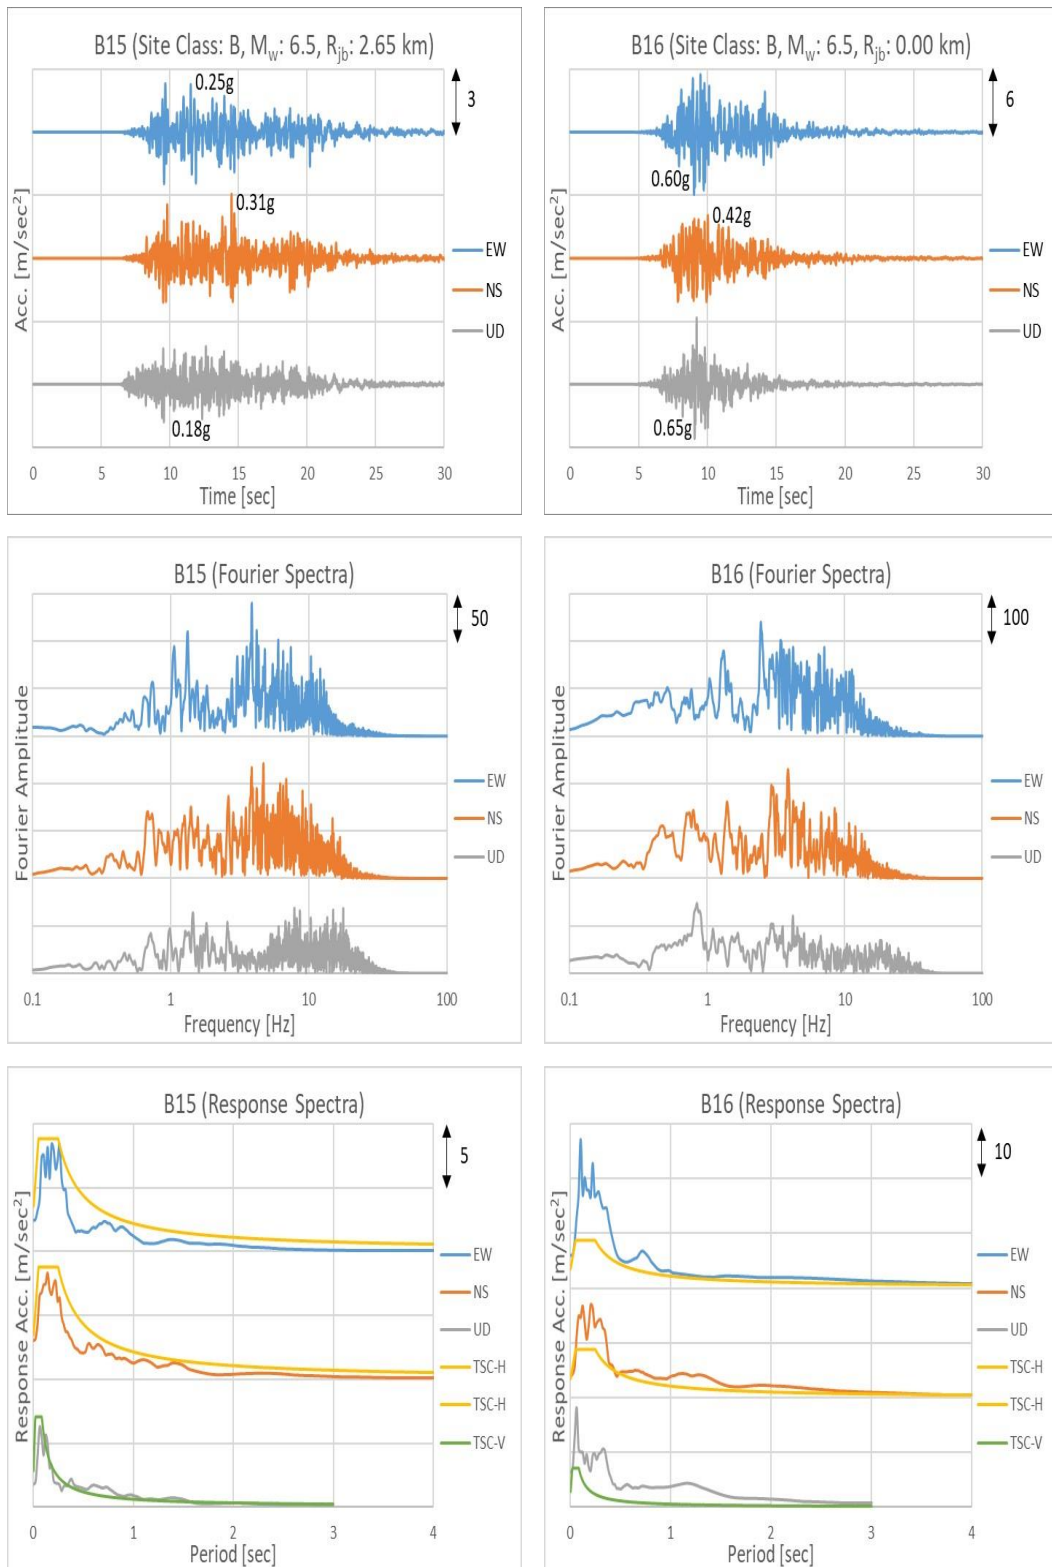 B15 (Site Class: B, Mw: 6.5, Rjb: 2.65 km)
3
0.25g
0.31g
0.18g
Acc. [m/sec²]
EW
NS
UD
0 5 10 15 20 25 30
Time [sec]
B16 (Site Class: B, Mw: 6.5, Rjb: 0.00 km)
6
0.60g
0.42g
0.65g
Acc. [m/sec²]
EW
NS
UD
0 5 10 15 20 25 30
Time [sec]
B15 (Fourier Spectra)
50
Fourier Amplitude
EW
NS
UD
0.1 1 10 100
Frequency [Hz]
B16 (Fourier Spectra)
100
Fourier Amplitude
EW
NS
UD
0.1 1 10 100
Frequency [Hz]
B15 (Response Spectra)
5
Response Acc. [m/sec²]
EW
NS
UD
TSC-H
TSC-H
TSC-V
0 1 2 3 4
Period [sec]
B16 (Response Spectra)
10
Response Acc. [m/sec²]
EW
NS
UD
TSC-H
TSC-H
TSC-V
0 1 2 3 4
Period [sec]